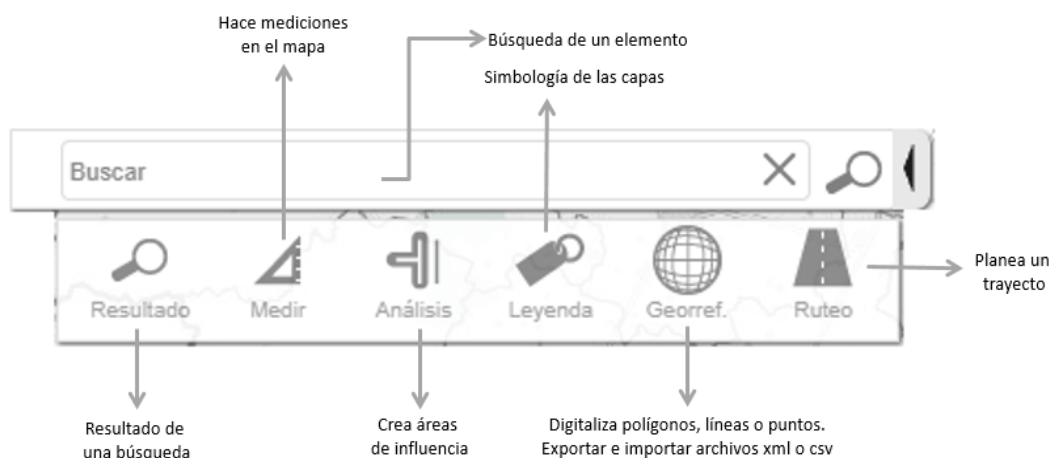 Hace mediciones
en el mapa
Búsqueda de un elemento
Simbología de las capas
Buscar
Resultado
Medir
Análisis
Leyenda
Georref.
Ruteo
Planea un
trayecto
Resultado de
una búsqueda
Crea áreas
de influencia
Digitaliza polígonos, líneas o puntos.
Exportar e importar archivos xml o csv